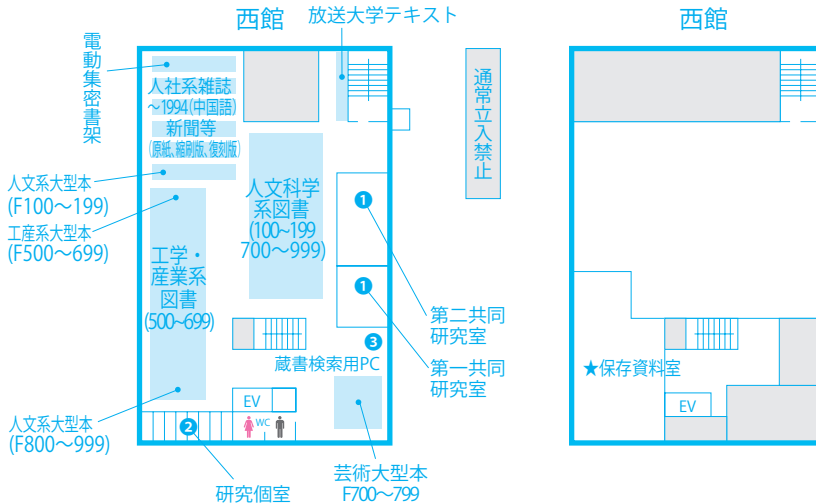 西館
放送大学テキスト
電動集密書架
人社系雑誌
～1994(中国語)
新聞等
(原紙、縮刷版、復刻版)
通常立入禁止
人文系大型本
(F100～199)
工産系大型本
(F500～699)
人文科学
系図書
(100～199
700～999)
工学・
産業系
図書
(500~699)
❶
❶
第二共同
研究室
第一共同
研究室
❸
蔵書検索用PC
EV
WC
❷
人文系大型本
(F800～999)
研究個室
芸術大型本
F700～799
西館
★保存資料室
EV